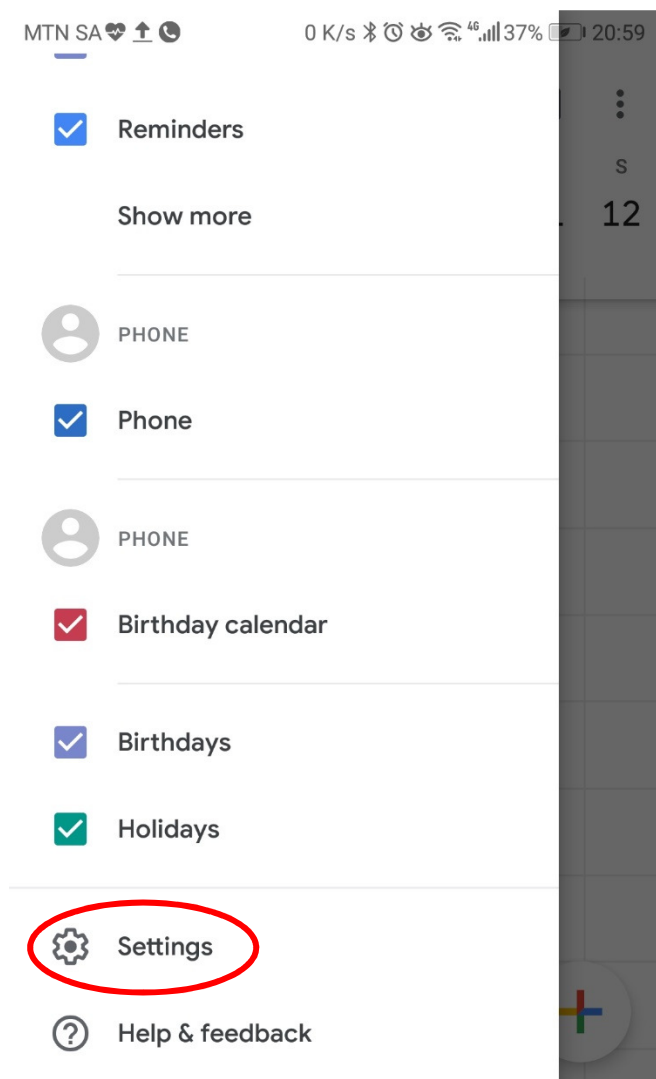 MTN SA 0 K/s 4G 37% 20:59
Reminders
S
Show more
12
PHONE
Phone
PHONE
Birthday calendar
Birthdays
Holidays
Settings
Help & feedback